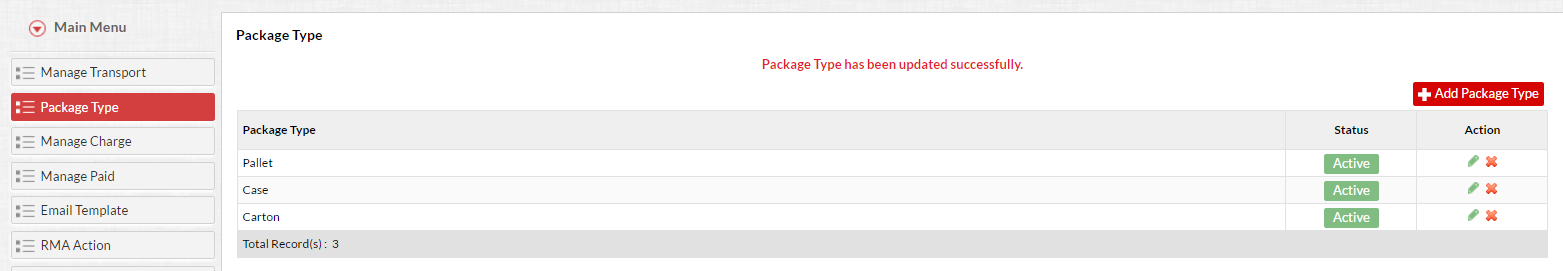 Main Menu
Manage Transport
Package Type
Manage Charge
Manage Paid
Email Template
RMA Action
Package Type
Package Type has been updated successfully.
Add Package Type
Package Type Status Action
Pallet Active
Case Active
Carton Active
Total Record(s) : 3